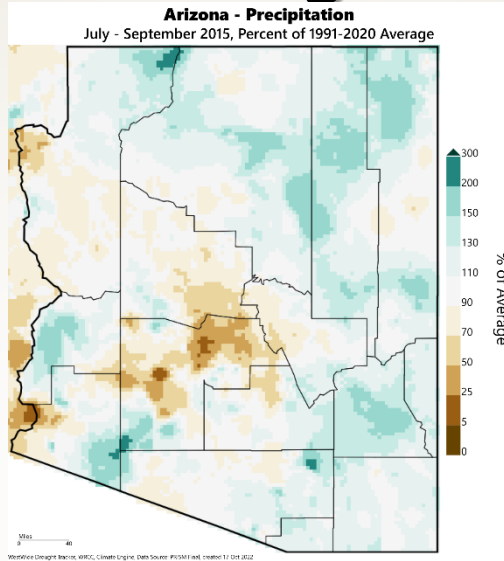 Arizona - Precipitation
July - September 2015, Percent of 1991-2020 Average
300
200
150
130
110
90
70
50
25
5
0
% of Average
Miles
0 40
WestWide Drought Tracker, WRCC, Climate Engine, Data Source: PRISM Final, created 17 Oct 2022